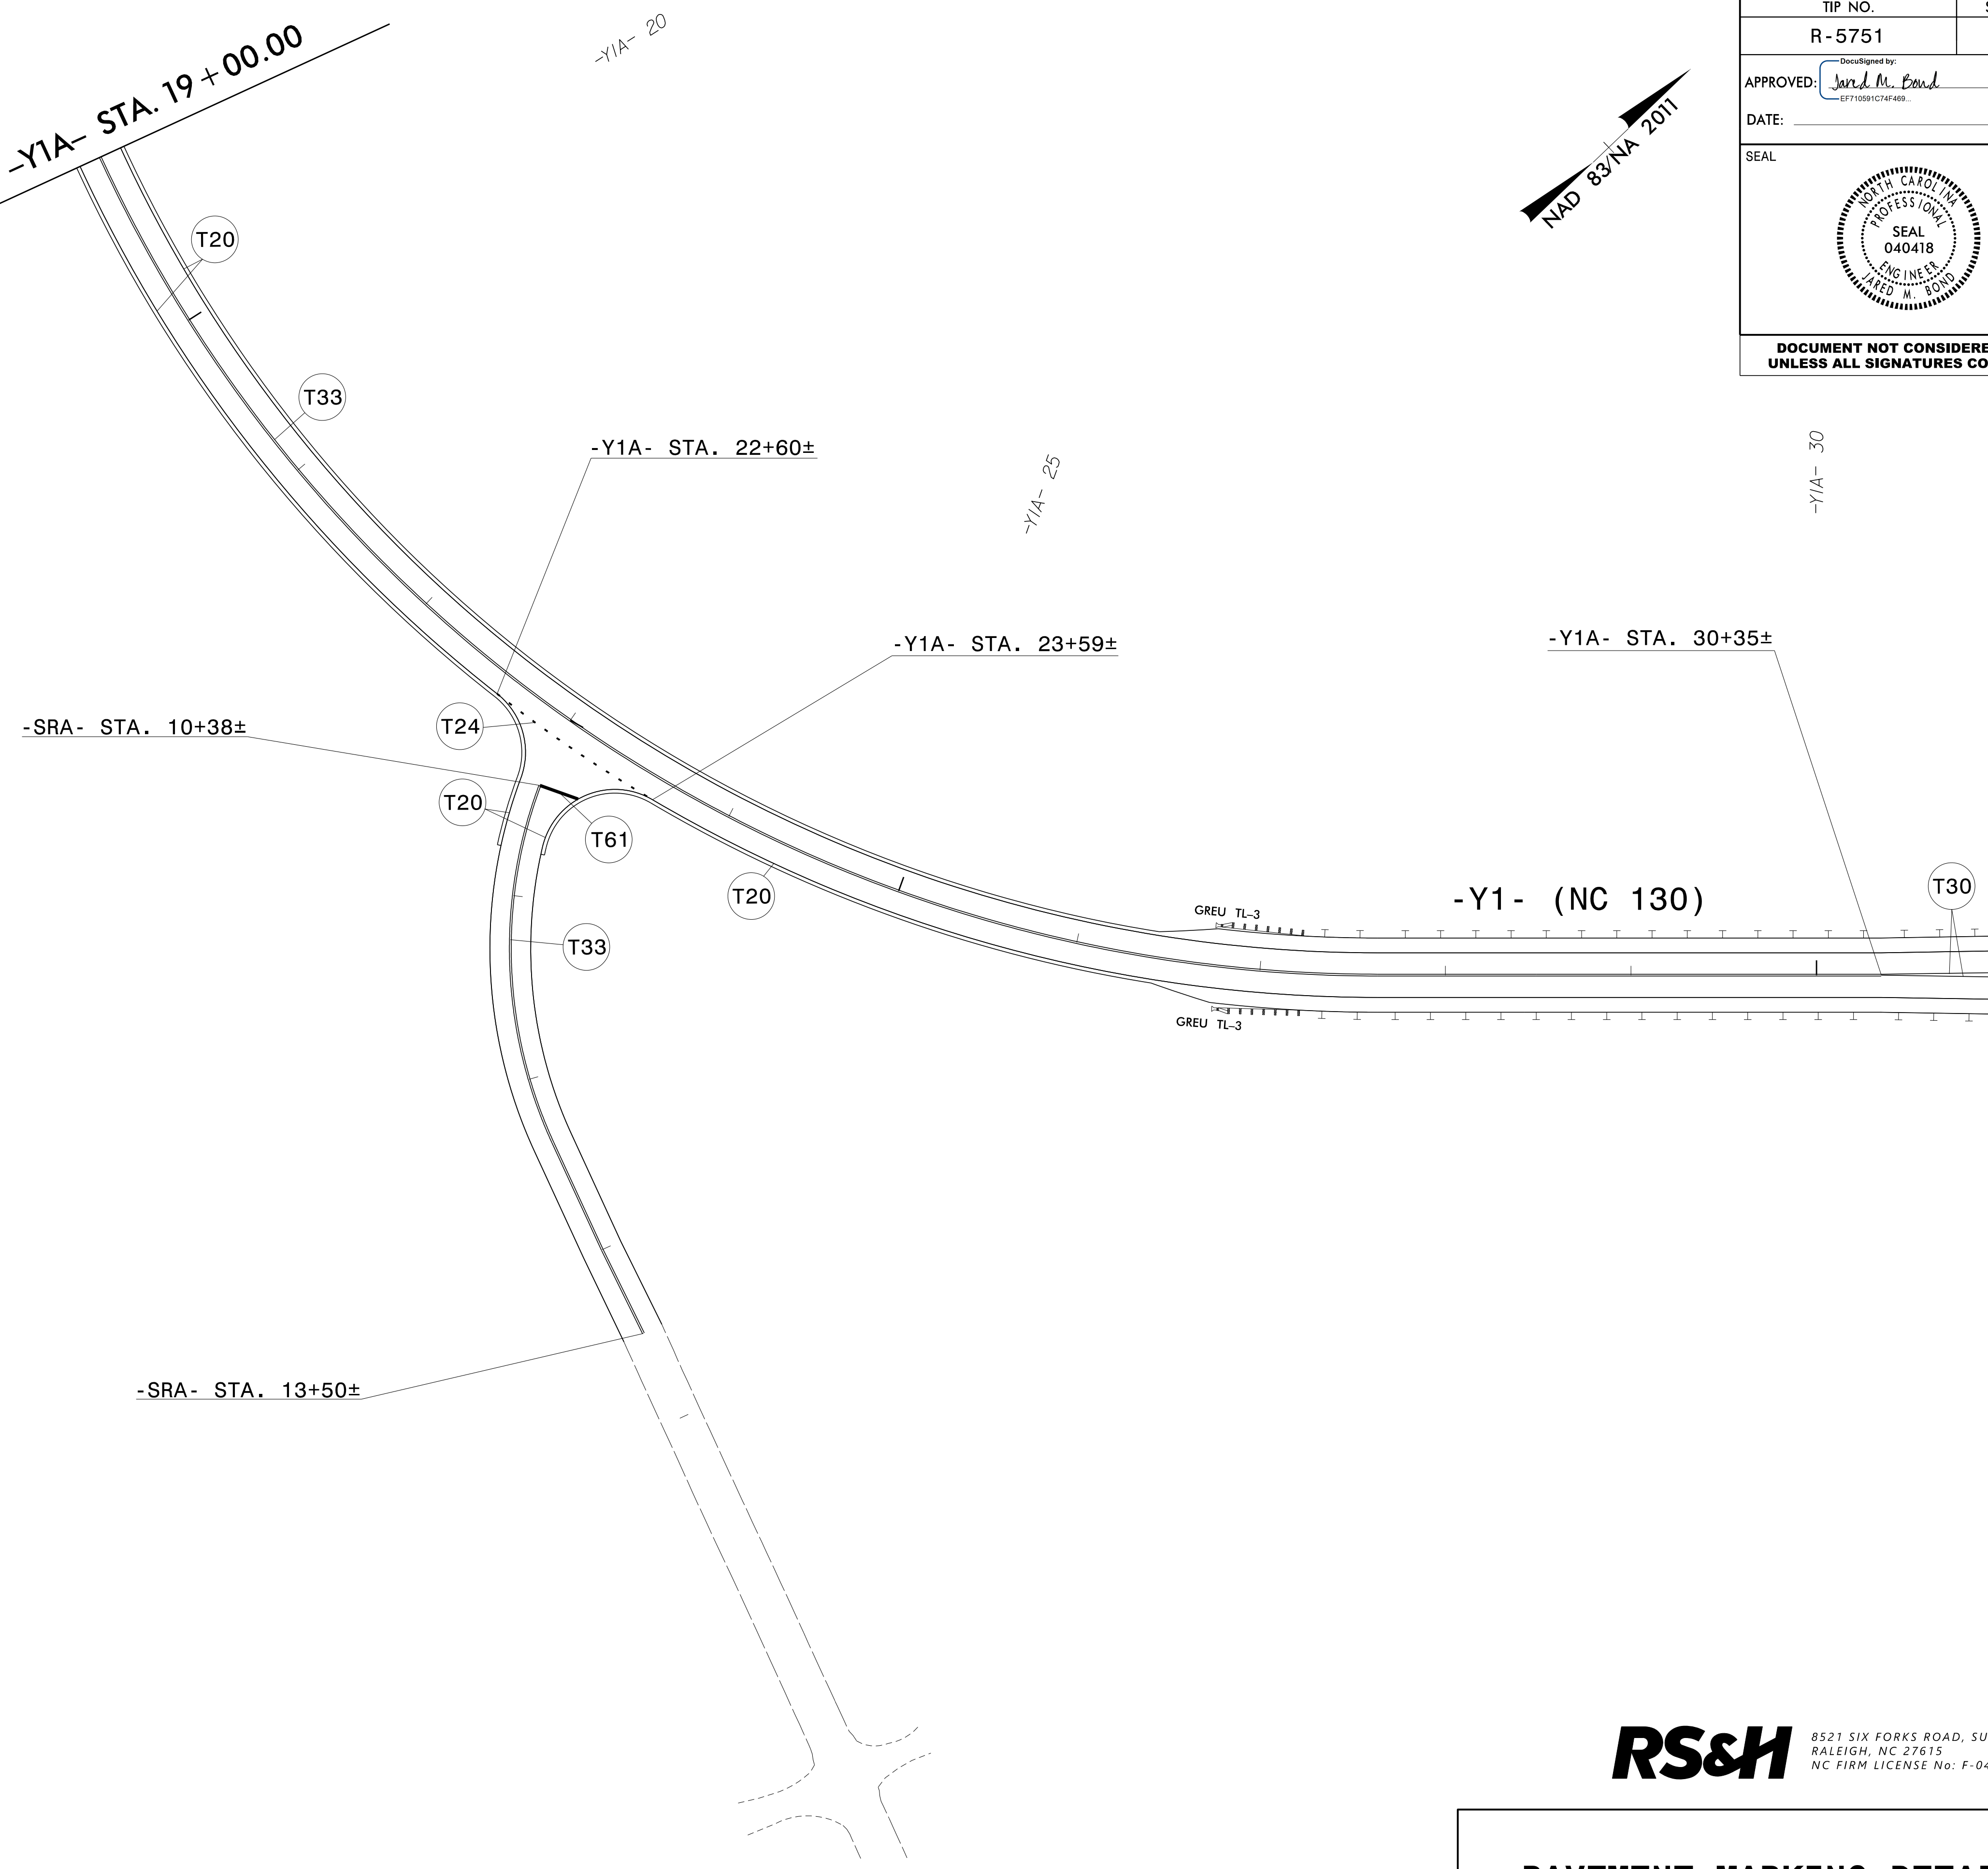 -Y1A- STA. 19+00.00
-Y1A- 20
NAD 83/NA 2011
TIP NO.
R-5751
DocuSigned by:
APPROVED: Jared M. Bond
EF710591C74F469...
DATE:
SEAL
NORTH CAROLINA
PROFESSIONAL
SEAL
040418
ENGINEER
JARED M. BOND
DOCUMENT NOT
UNLESS ALL SIGNATURES
T20
T33
-Y1A- STA. 22+60±
-Y1A- 25
-Y1A- 30
-Y1A- STA. 23+59±
-Y1A- STA. 30+35±
-SRA- STA. 10+38±
T24
T20
T61
T20
T33
GREU TL-3
-Y1- (NC 130)
T30
GREU TL-3
-SRA- STA. 13+50±
RS&H
8521 SIX FORKS ROAD,
RALEIGH, NC 27615
NC FIRM LICENSE No: